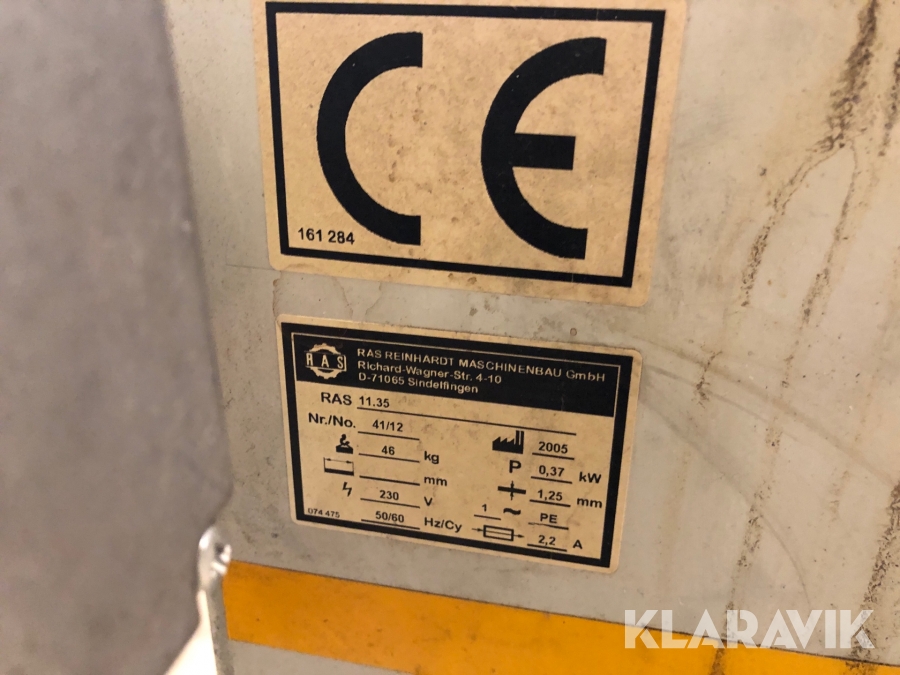 CE
161 284
RAS
RAS REINHARDT MASCHINENBAU GmbH
Richard-Wagner-Str. 4-10
D-71065 Sindelfingen
RAS 11.35
Nr./No. 41/12
2005
46 kg
P 0,37 kW
mm
1,25 mm
230 V
1 ~ PE
074 475
50/60 Hz/Cy
2,2 A
KLARAVIK